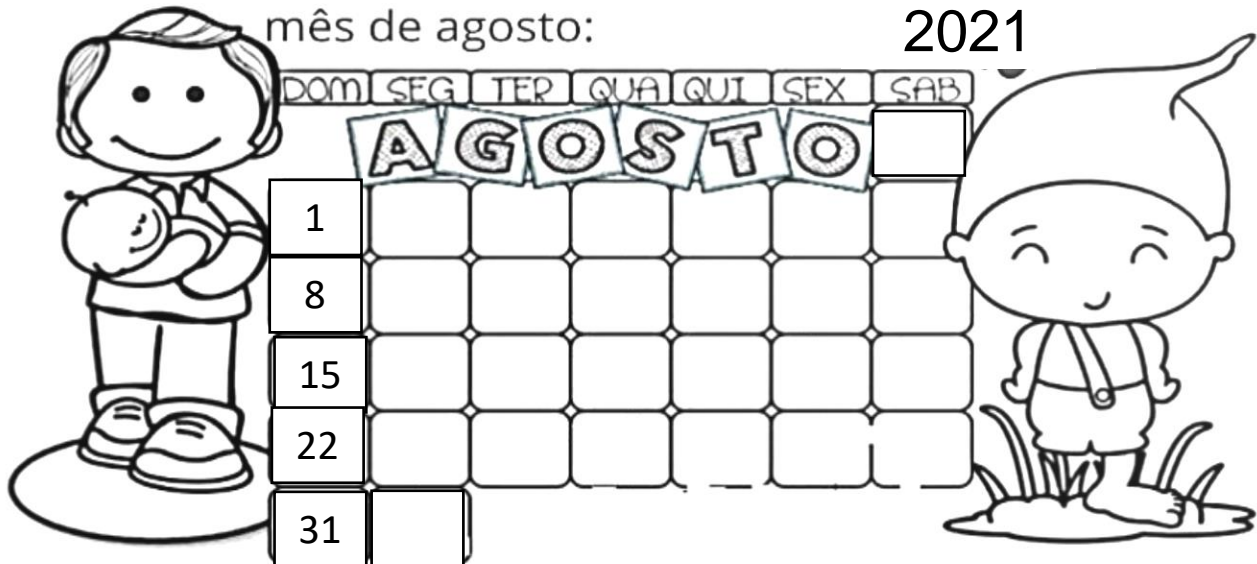 mês de agosto: 2021
DOM SEG TER QUA QUI SEX SAB
AGOSTO
1
8
15
22
31